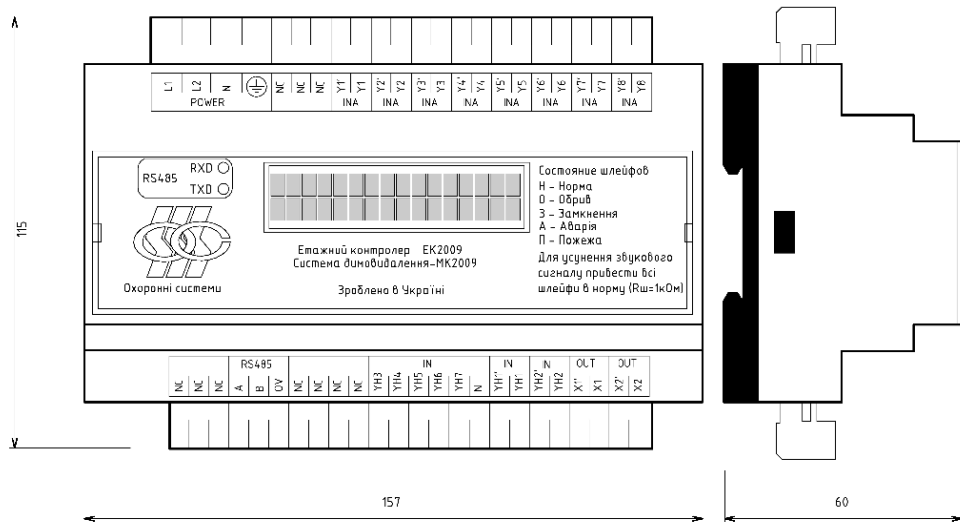 L1 L2 N NC NC NC Y1' Y1 Y2' Y2 Y3' Y3 Y4' Y4 Y5' Y5 Y6' Y6 Y7' Y7 Y8' Y8
POWER INA INA INA INA INA INA INA INA
RS485
RXD
TXD
Охоронні системи
Етажний контролер ЕК2009
Система димовидалення-МК2009
Зроблена в Україні
Состояние шлейфов
Н - Норма
О - Обрив
З - Замкнення
А - Аварія
П - Пожежа
Для усунення звукового
сигналу привести всі
шлейфи в норму (Rш=1кОм)
RS485 IN IN IN OUT OUT
NC NC NC A B 0V NC NC NC NC YH3 YH4 YH5 YH6 YH7 N YH1' YH1 YH2' YH2 X1' X1 X2' X2
115
157
60